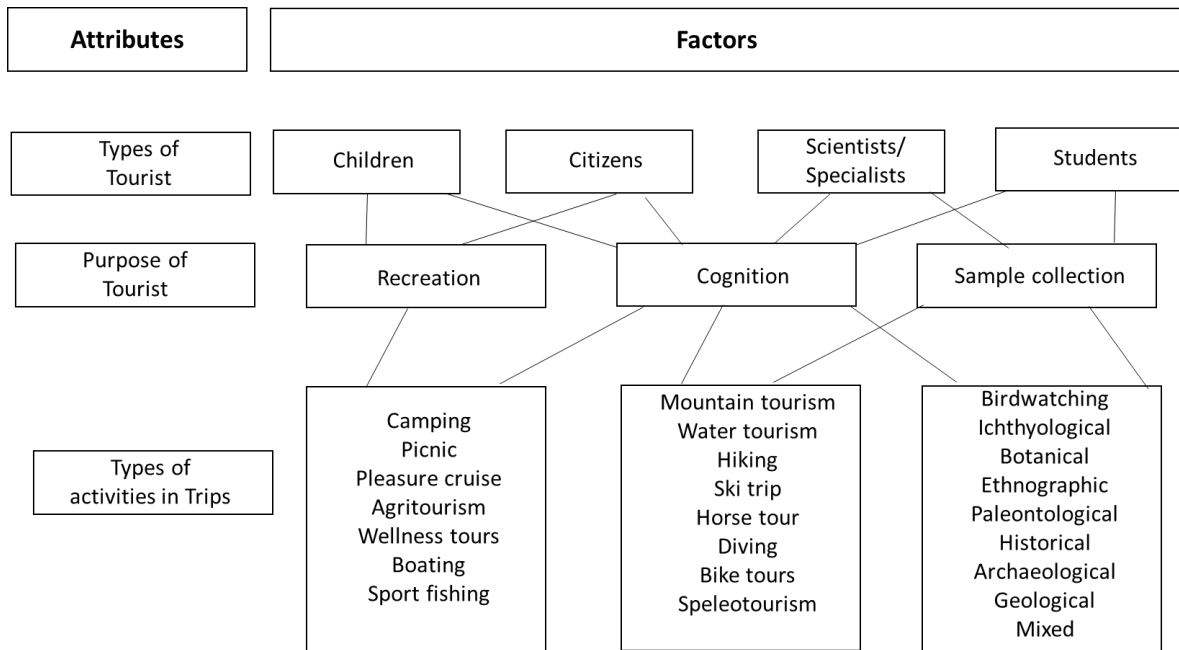 Attributes
Factors
Types of
Tourist
Children
Citizens
Scientists/
Specialists
Students
Purpose of
Tourist
Recreation
Cognition
Sample collection
Types of
activities in Trips
Camping
Picnic
Pleasure cruise
Agritourism
Wellness tours
Boating
Sport fishing
Mountain tourism
Water tourism
Hiking
Ski trip
Horse tour
Diving
Bike tours
Speleotourism
Birdwatching
Ichthyological
Botanical
Ethnographic
Paleontological
Historical
Archaeological
Geological
Mixed